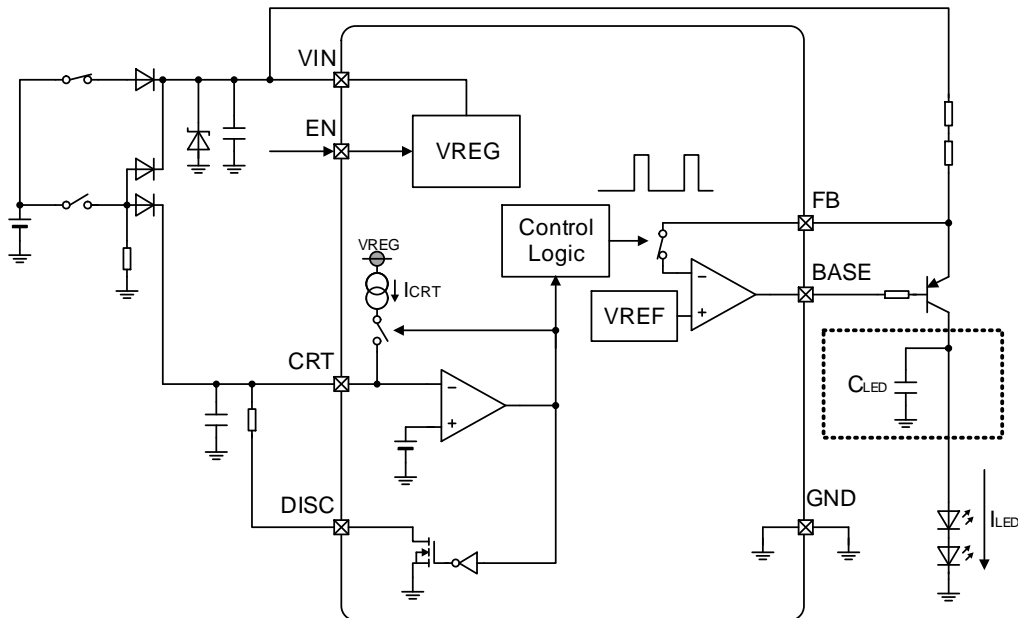 VIN
EN
VREG
FB
Control
Logic
VREG
BASE
ICRT
VREF
CRT
CLED
DISC
GND
ILED